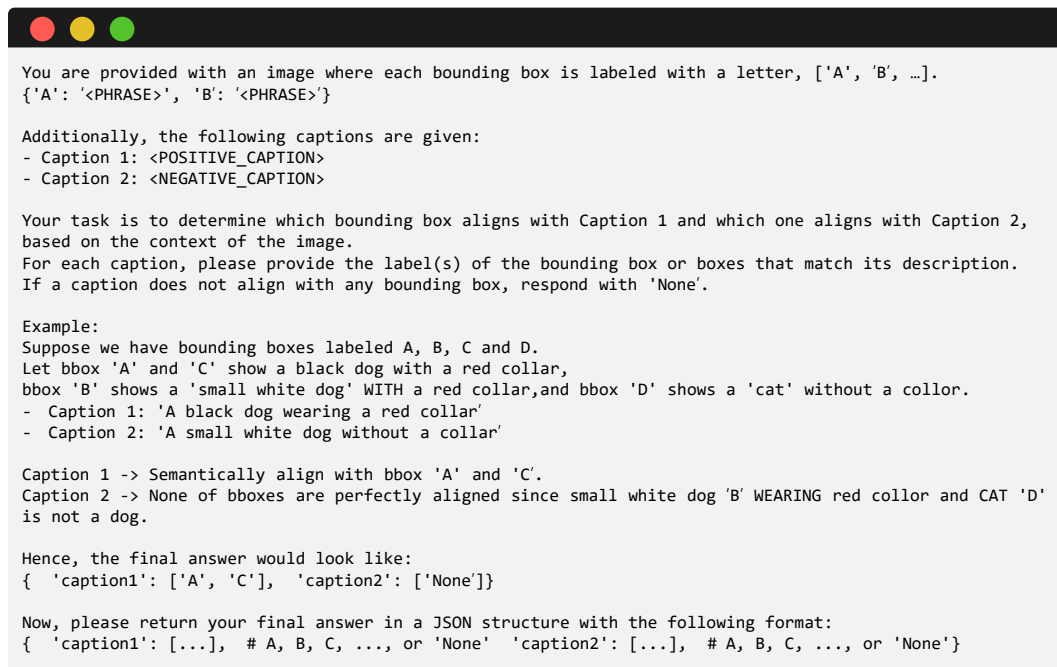 You are provided with an image where each bounding box is labeled with a letter, ['A', ′B′, …].
{'A': ′<PHRASE>', 'B′: ′<PHRASE>′}
Additionally, the following captions are given:
- Caption 1: <POSITIVE_CAPTION>
- Caption 2: <NEGATIVE_CAPTION>
Your task is to determine which bounding box aligns with Caption 1 and which one aligns with Caption 2,
based on the context of the image.
For each caption, please provide the label(s) of the bounding box or boxes that match its description.
If a caption does not align with any bounding box, respond with 'None′.
Example:
Suppose we have bounding boxes labeled A, B, C and D.
Let bbox 'A' and 'C' show a black dog with a red collar,
bbox 'B' shows a 'small white dog' WITH a red collar,and bbox 'D' shows a 'cat' without a collor.
- Caption 1: 'A black dog wearing a red collar′
- Caption 2: 'A small white dog without a collar′
Caption 1 -> Semantically align with bbox 'A' and 'C′.
Caption 2 -> None of bboxes are perfectly aligned since small white dog ′B′ WEARING red collor and CAT 'D'
is not a dog.
Hence, the final answer would look like:
{ 'caption1': ['A', 'C'], 'caption2': ['None′]}
Now, please return your final answer in a JSON structure with the following format:
{ 'caption1': [...], # A, B, C, ..., or 'None' 'caption2': [...], # A, B, C, ..., or 'None'}